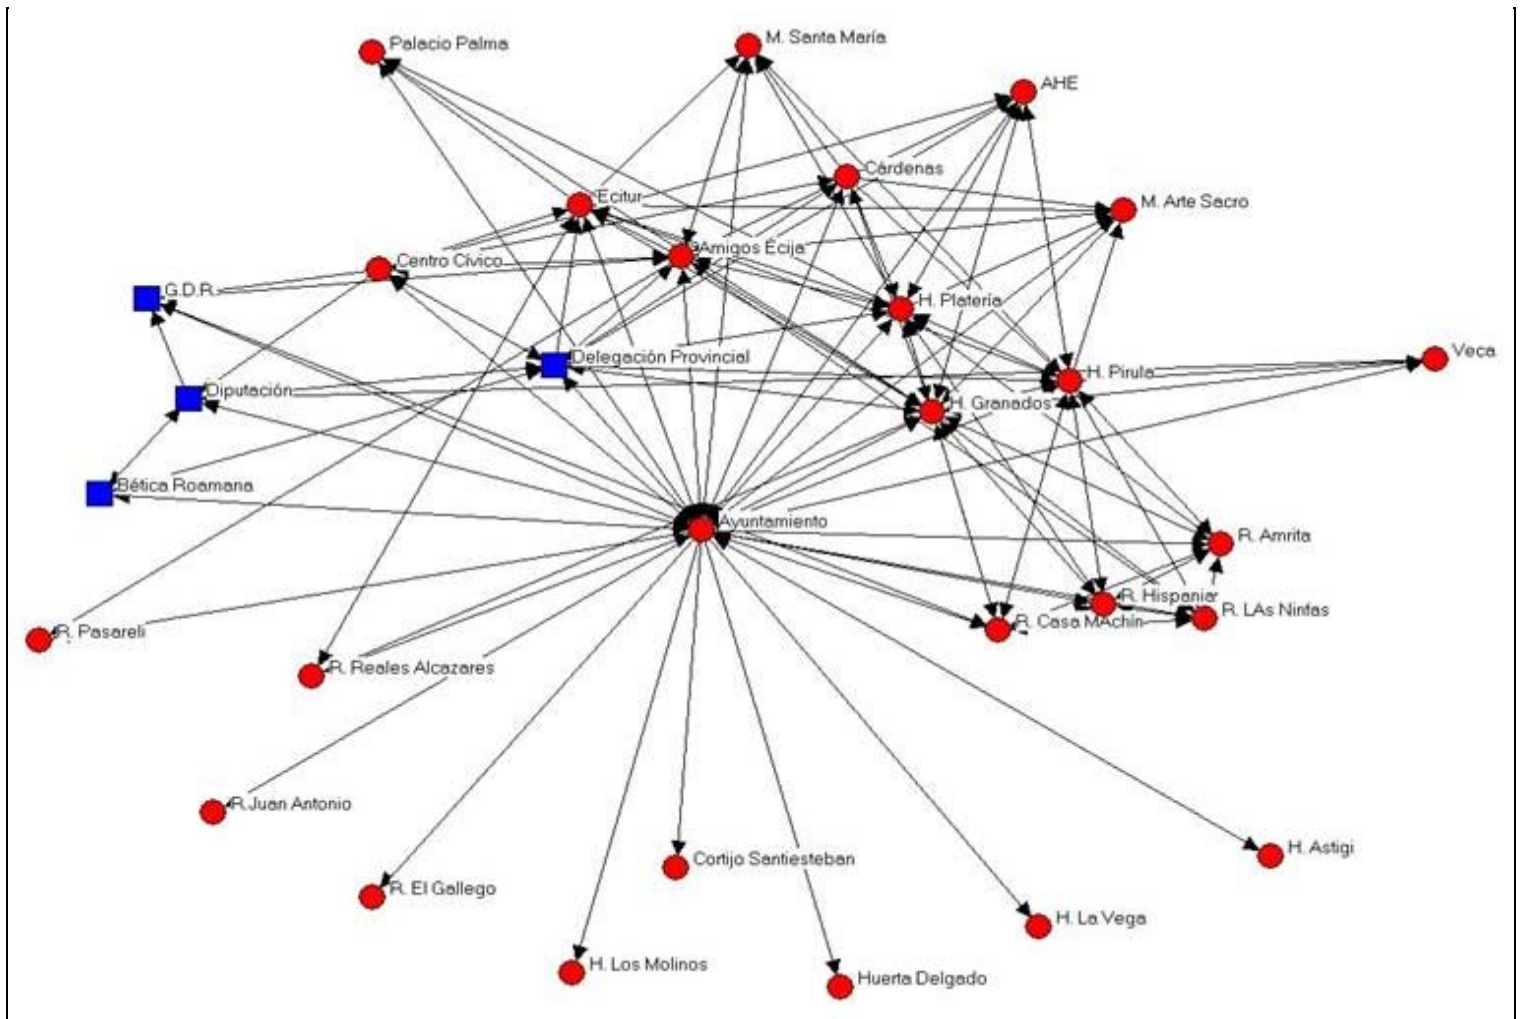 Palacio Palma
M. Santa María
AHE
Cárdenas
Ecitur
M. Arte Sacro
Amigos Écija
Centro Cívico
G.D.R.
H. Platería
Delegación Provincial
Veca
H. Pirula
Diputación
H. Granados
Bética Roamana
Ayuntamiento
R. Amrita
R. Hispania
R. LAs Ninfas
R. Casa MAchín
R. Pasareli
R. Reales Alcazares
R.Juan Antonio
H. Astigi
Cortijo Santiesteban
R. El Gallego
H. La Vega
H. Los Molinos
Huerta Delgado